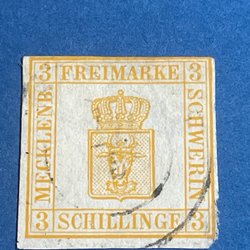 3 FREIMARKE 3
MECKLENB.
SCHWERIN
3 SCHILLINGE 3